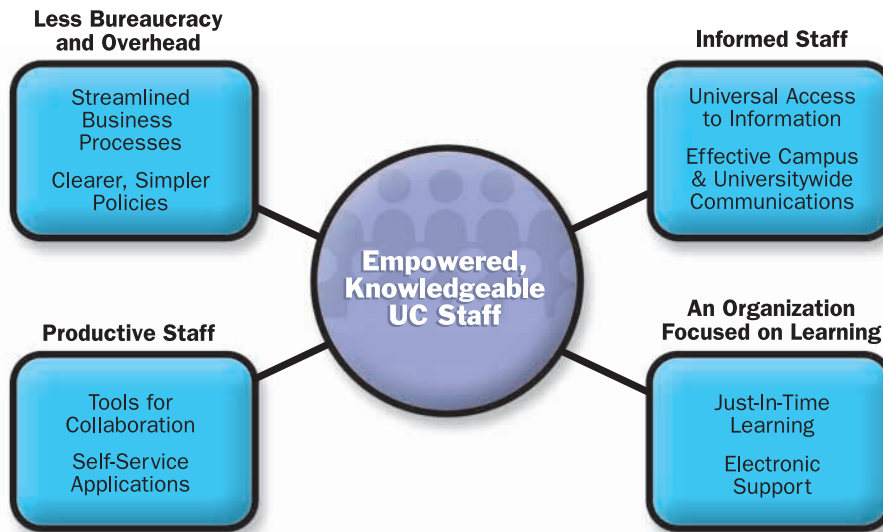 Less Bureaucracy
and Overhead
Streamlined
Business
Processes
Clearer, Simpler
Policies
Informed Staff
Universal Access
to Information
Effective Campus
& Universitywide
Communications
Empowered,
Knowledgeable
UC Staff
Productive Staff
Tools for
Collaboration
Self-Service
Applications
An Organization
Focused on Learning
Just-In-Time
Learning
Electronic
Support